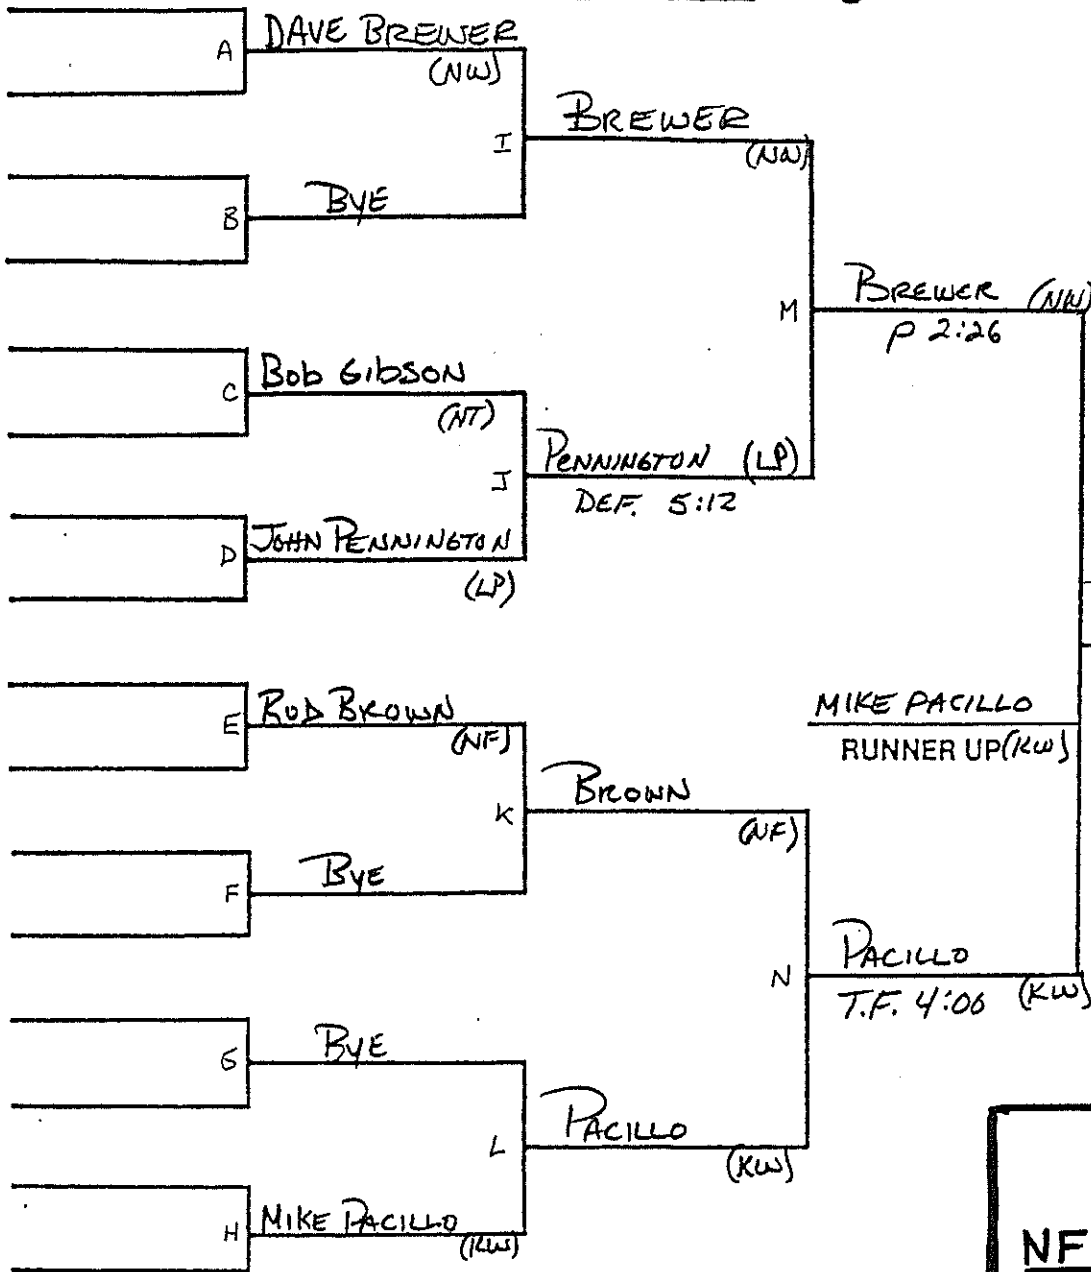 A DAVE BREWER
(NW)
I BREWER
(NW)
B BYE
M BREWER (NW)
P 2:26
C Bob GibSON
(NT)
J PENNINGTON (LP)
DEF. 5:12
D JOHN PENNINGTON
(LP)
E ROD BROWN
(NF)
MIKE PACILLO
RUNNER UP (KW)
K BROWN
(NF)
F BYE
N PACILLO
T.F. 4:06 (KW)
G BYE
L PACILLO
(KW)
H MIKE PACILLO
(KW)
NF